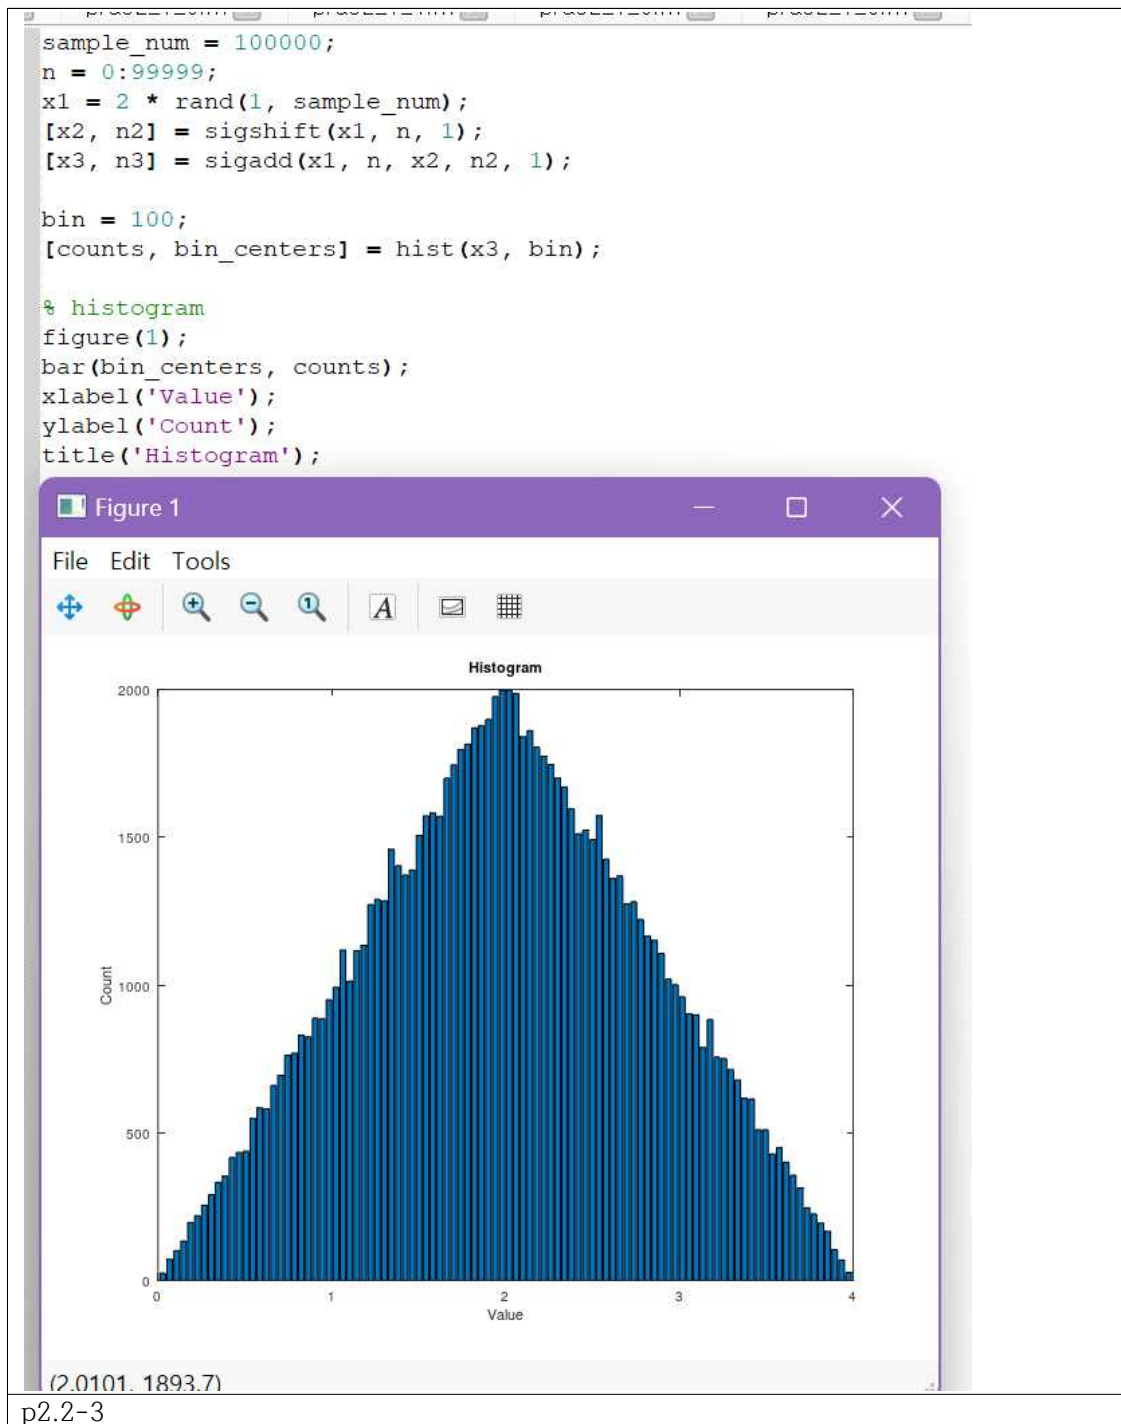 sample_num = 100000;
n = 0:99999;
x1 = 2 * rand(1, sample_num);
[x2, n2] = sigshift(x1, n, 1);
[x3, n3] = sigadd(x1, n, x2, n2, 1);
bin = 100;
[counts, bin_centers] = hist(x3, bin);
% histogram
figure(1);
bar(bin_centers, counts);
xlabel('Value');
ylabel('Count');
title('Histogram');
Figure 1
File Edit Tools
A
Histogram
2000
1500
1000
500
0
Count
0 1 2 3 4
Value
(2.0101, 1893.7)
p2.2-3